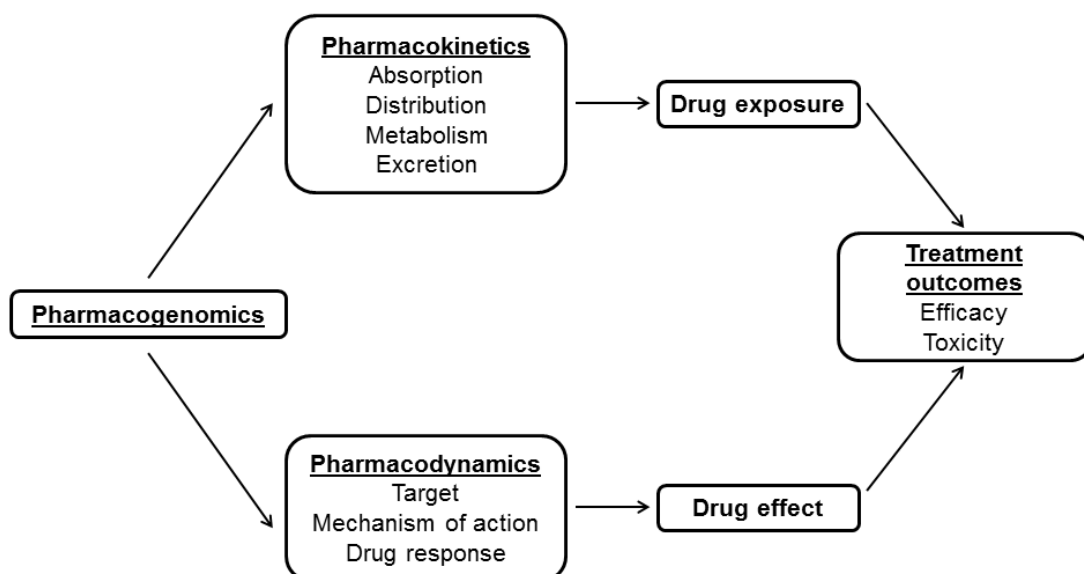 Pharmacokinetics
Absorption
Distribution
Metabolism
Excretion
Drug exposure
Treatment
outcomes
Efficacy
Toxicity
Pharmacogenomics
Pharmacodynamics
Target
Mechanism of action
Drug response
Drug effect